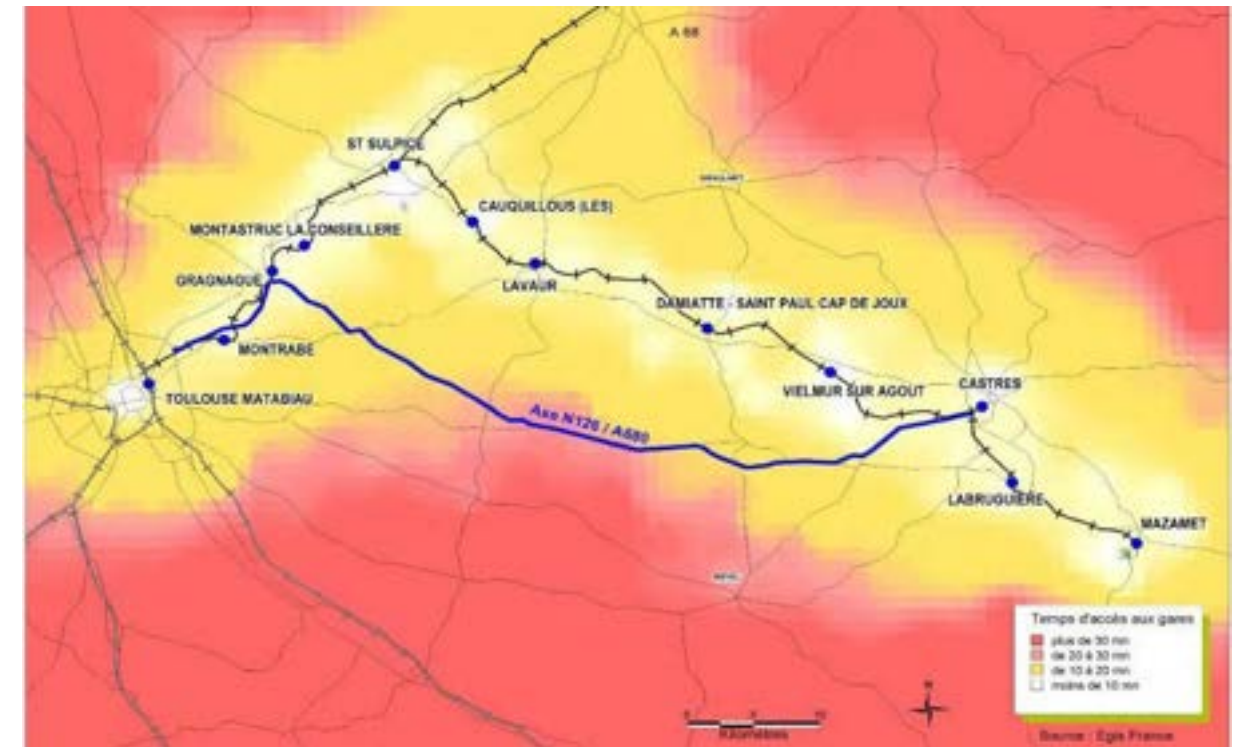 A 68
ST SULPICE
CAUQUILLOUS (LES)
MONTASTRUC LA CONSEILLERE
GRAGNAGUE
LAVAUR
DAMIATTE - SAINT PAUL CAP DE JOUX
MONTRABE
VIELMUR SUR AGOUT
CASTRES
TOULOUSE MATABIAU
Axe N126 / A680
LABRUGUIERE
MAZAMET
REVEL
Temps d'accès aux gares
plus de 30 mn
de 20 à 30 mn
de 10 à 20 mn
moins de 10 mn
N
Kilomètres
Source : Egis France